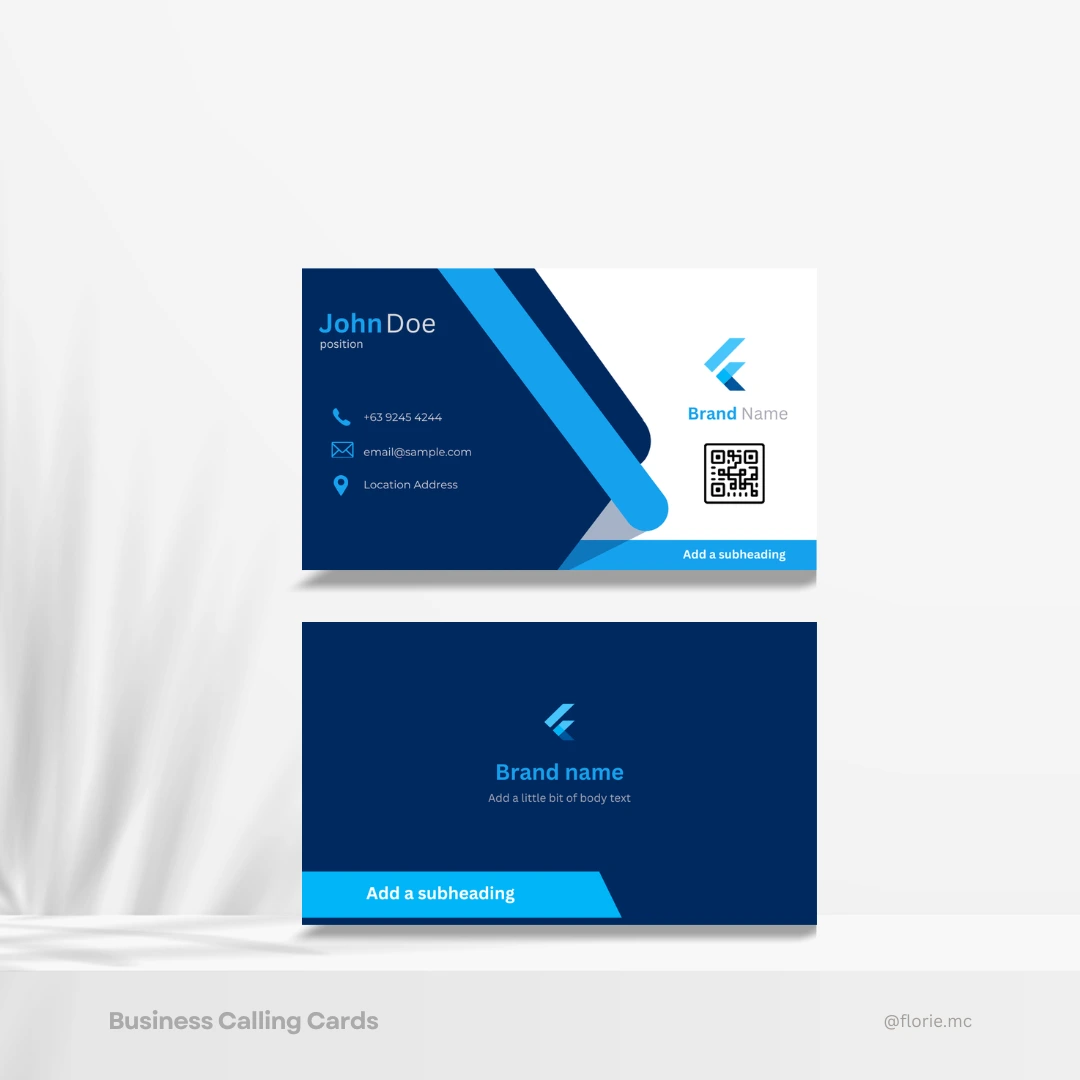 John Doe
position
+63 9245 4244
email@sample.com
Location Address
Brand Name
Add a subheading
Brand name
Add a little bit of body text
Add a subheading
Business Calling Cards
@florie.mc